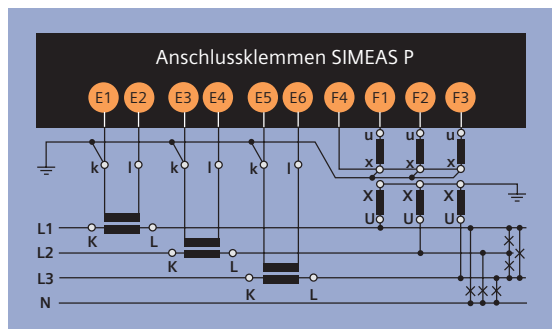 Anschlussklemmen SIMEAS P
E1 E2 E3 E4 E5 E6 F4 F1 F2 F3
u u u
k l k l k l x x x
X X X
U U U
L1
K L
L2
K L
L3
K L
N